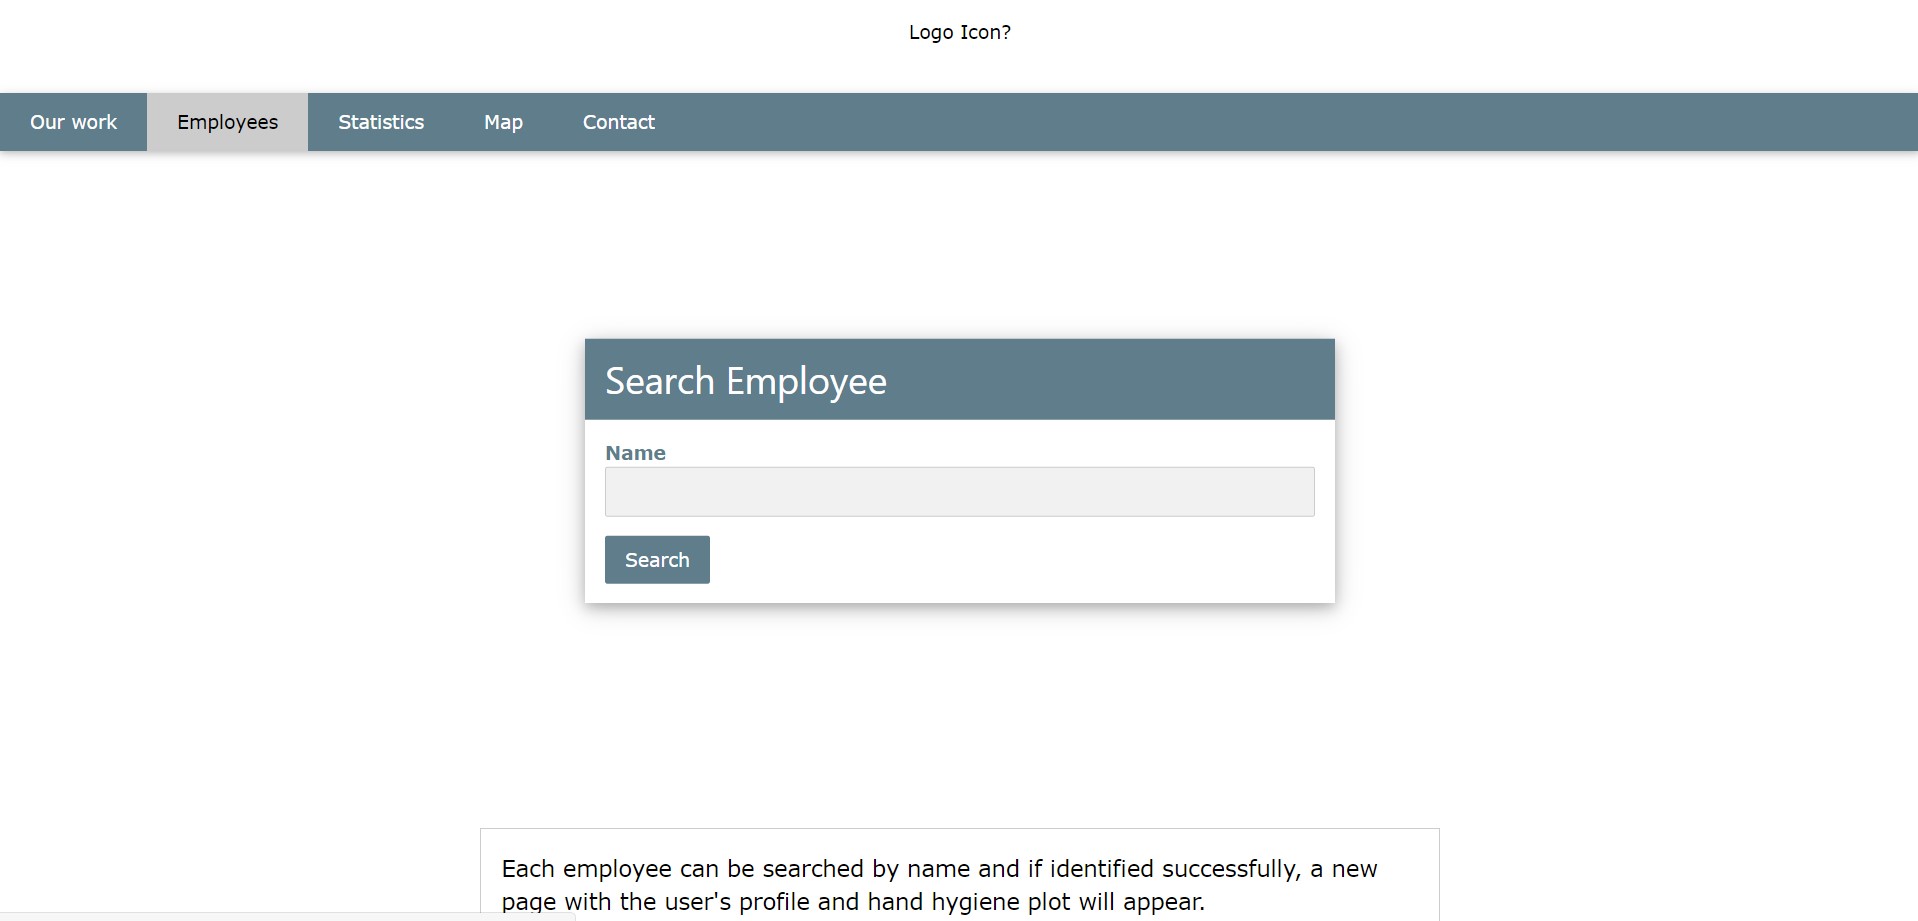 Logo Icon?
Our work Employees Statistics Map Contact
Search Employee
Name
Search
Each employee can be searched by name and if identified successfully, a new
page with the user's profile and hand hygiene plot will appear.